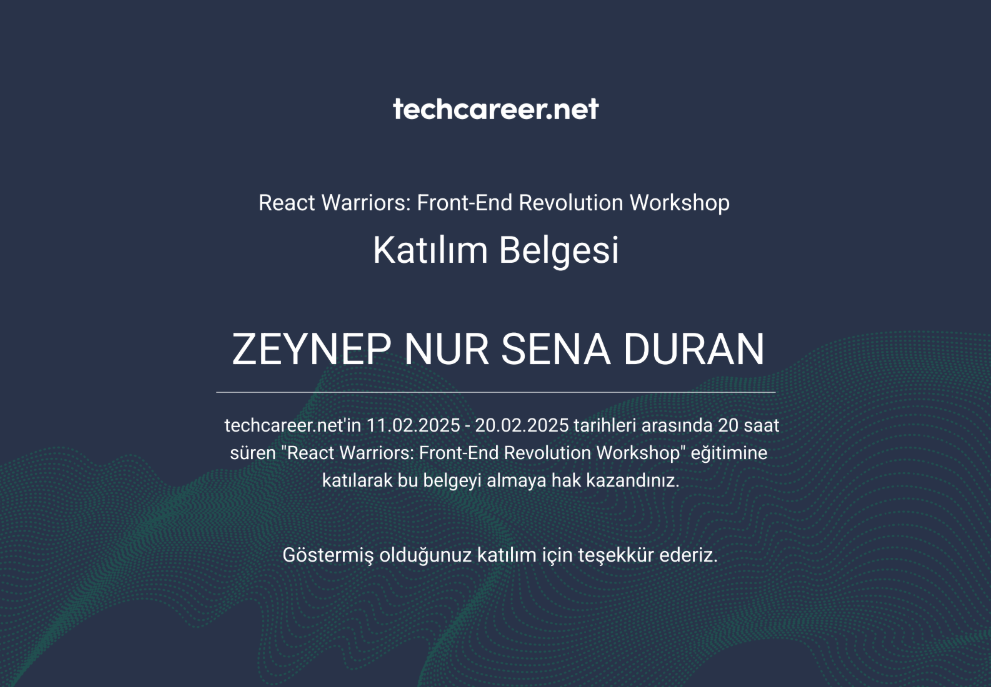 techcareer.net
React Warriors: Front-End Revolution Workshop
Katılım Belgesi
ZEYNEP NUR SENA DURAN
techcareer.net'in 11.02.2025 - 20.02.2025 tarihleri arasında 20 saat
süren "React Warriors: Front-End Revolution Workshop" eğitimine
katılarak bu belgeyi almaya hak kazandınız.
Göstermiş olduğunuz katılım için teşekkür ederiz.